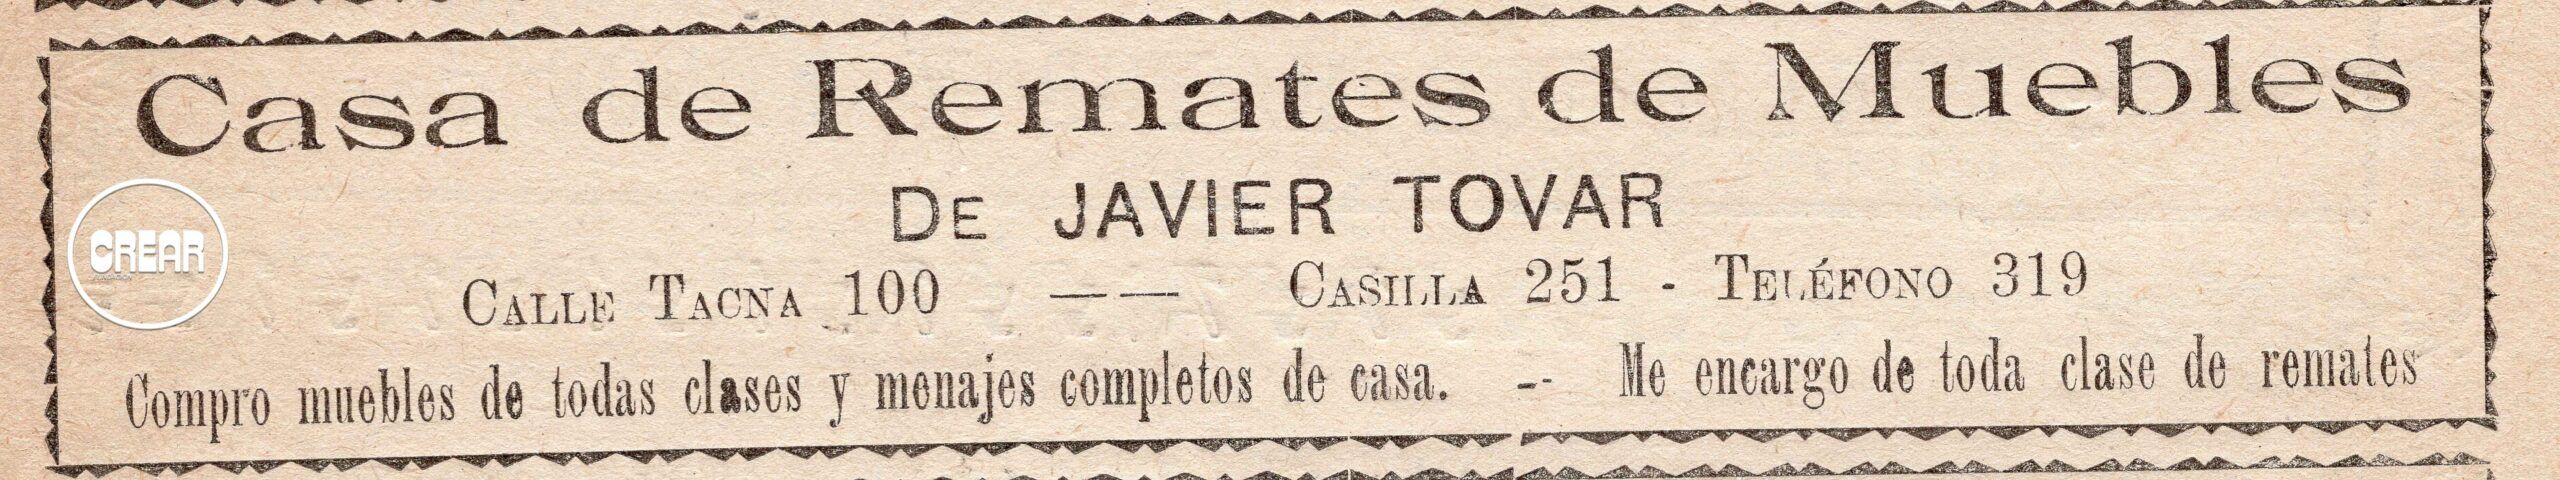 Casa de Remates de Muebles
DE JAVIER TOVAR
CALLE TACNA 100 —— CASILLA 251 - TELÉFONO 319
Compro muebles de todas clases y menajes completos de casa. -- Me encargo de toda clase de remates
CREAR
FUNDACION